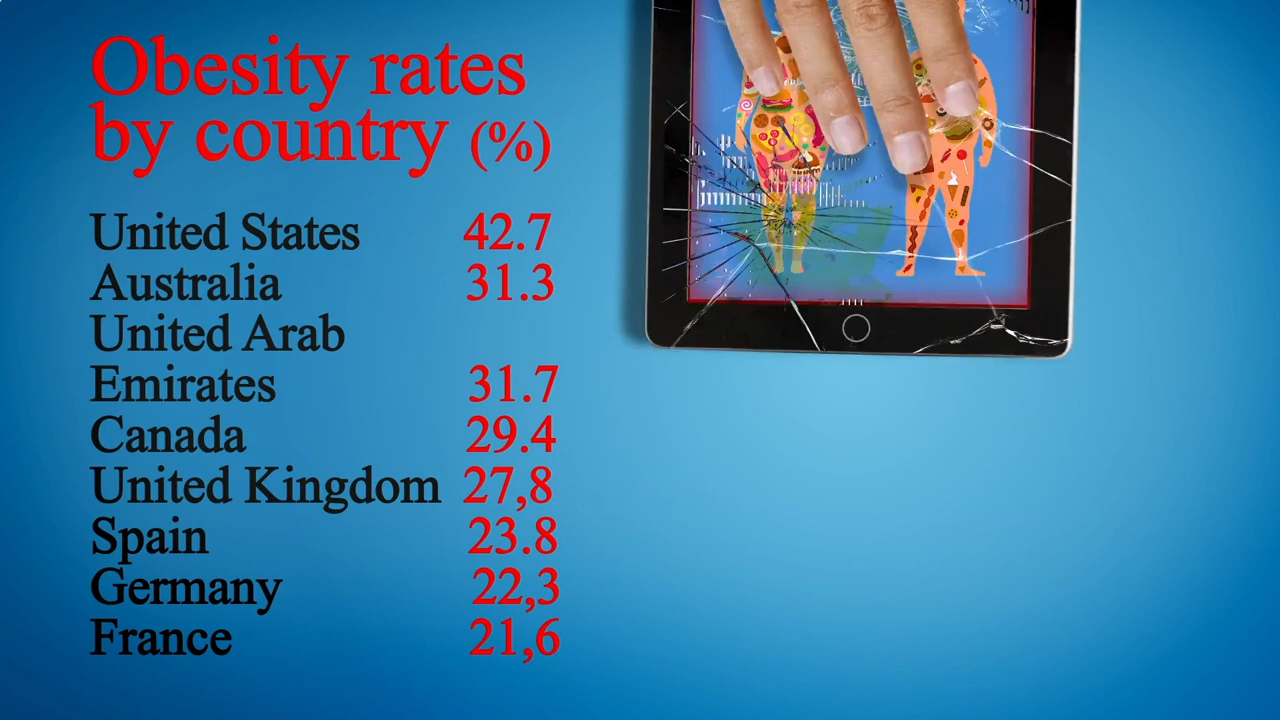 Obesity rates
by country (%)
United States 42.7
Australia 31.3
United Arab
Emirates 31.7
Canada 29.4
United Kingdom 27,8
Spain 23.8
Germany 22,3
France 21,6